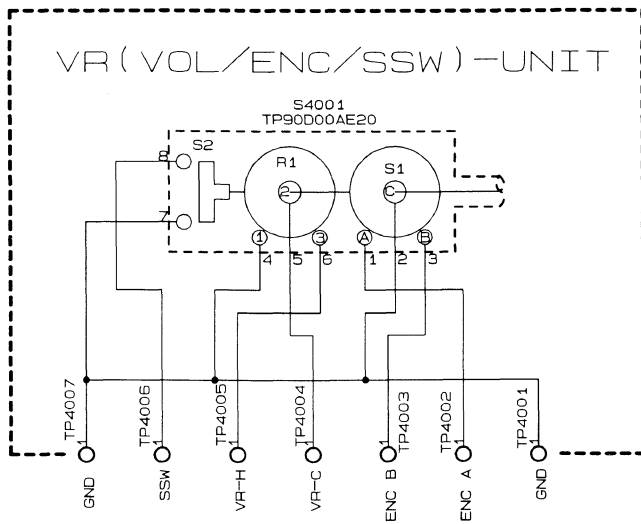 VR(VOL/ENC/SSW)-UNIT
S4001
TP90D00AE20
8 S2
R1 S1
2 C
7
1 3 A B
4 5 6 1 2 3
TP4007 TP4006 TP4005 TP4004 TP4003 TP4002 TP4001
1 1 1 1 1 1 1
GND SSW VR-H VR-C ENC B ENC A GND